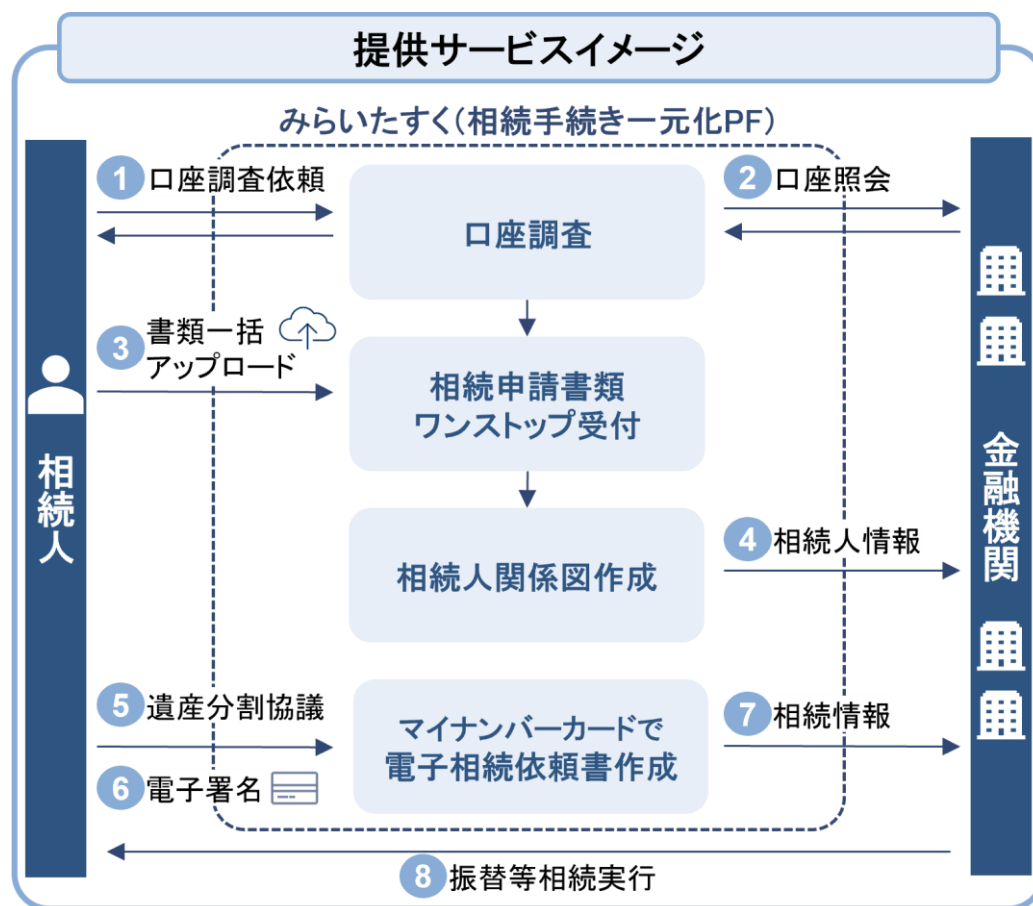 提供サービスイメージ
みらいたすく(相続手続き一元化PF)
1 口座調査依頼
口座調査
2 口座照会
3 書類一括
アップロード
相続申請書類
ワンストップ受付
相続人関係図作成
4 相続人情報
5 遺産分割協議
6 電子署名
マイナンバーカードで
電子相続依頼書作成
7 相続情報
8 振替等相続実行
相続人
金融機関